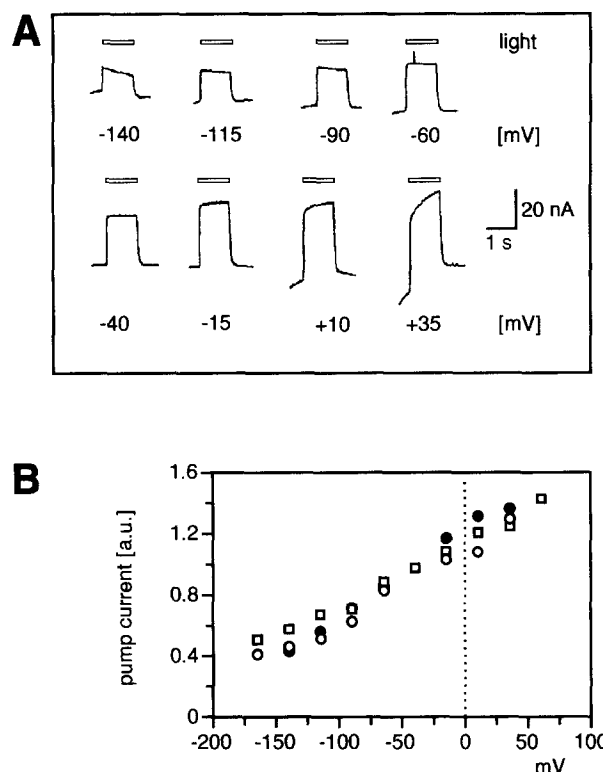 A
light
-140 -115 -90 -60 [mV]
20 nA
1 s
-40 -15 +10 +35 [mV]
B
pump current [a.u.]
1.6
1.2
0.8
0.4
0
-200 -150 -100 -50 0 50 100
mV